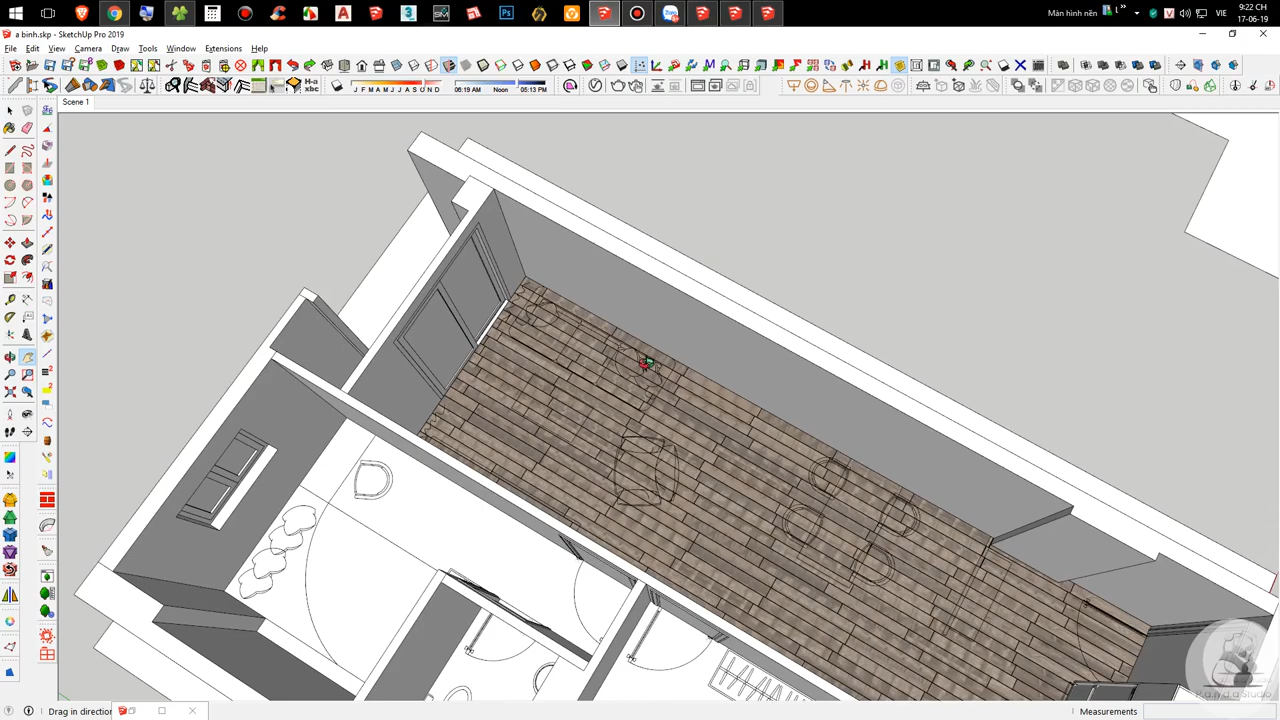 Màn hình nền
VIE
9:22 CH
17-06-19
a binh.skp - SketchUp Pro 2019
File Edit View Camera Draw Tools Window Extensions Help
J F M A M J J A S O N D
06:19 AM Noon 05:13 PM
Scene 1
Drag in direction
Measurements